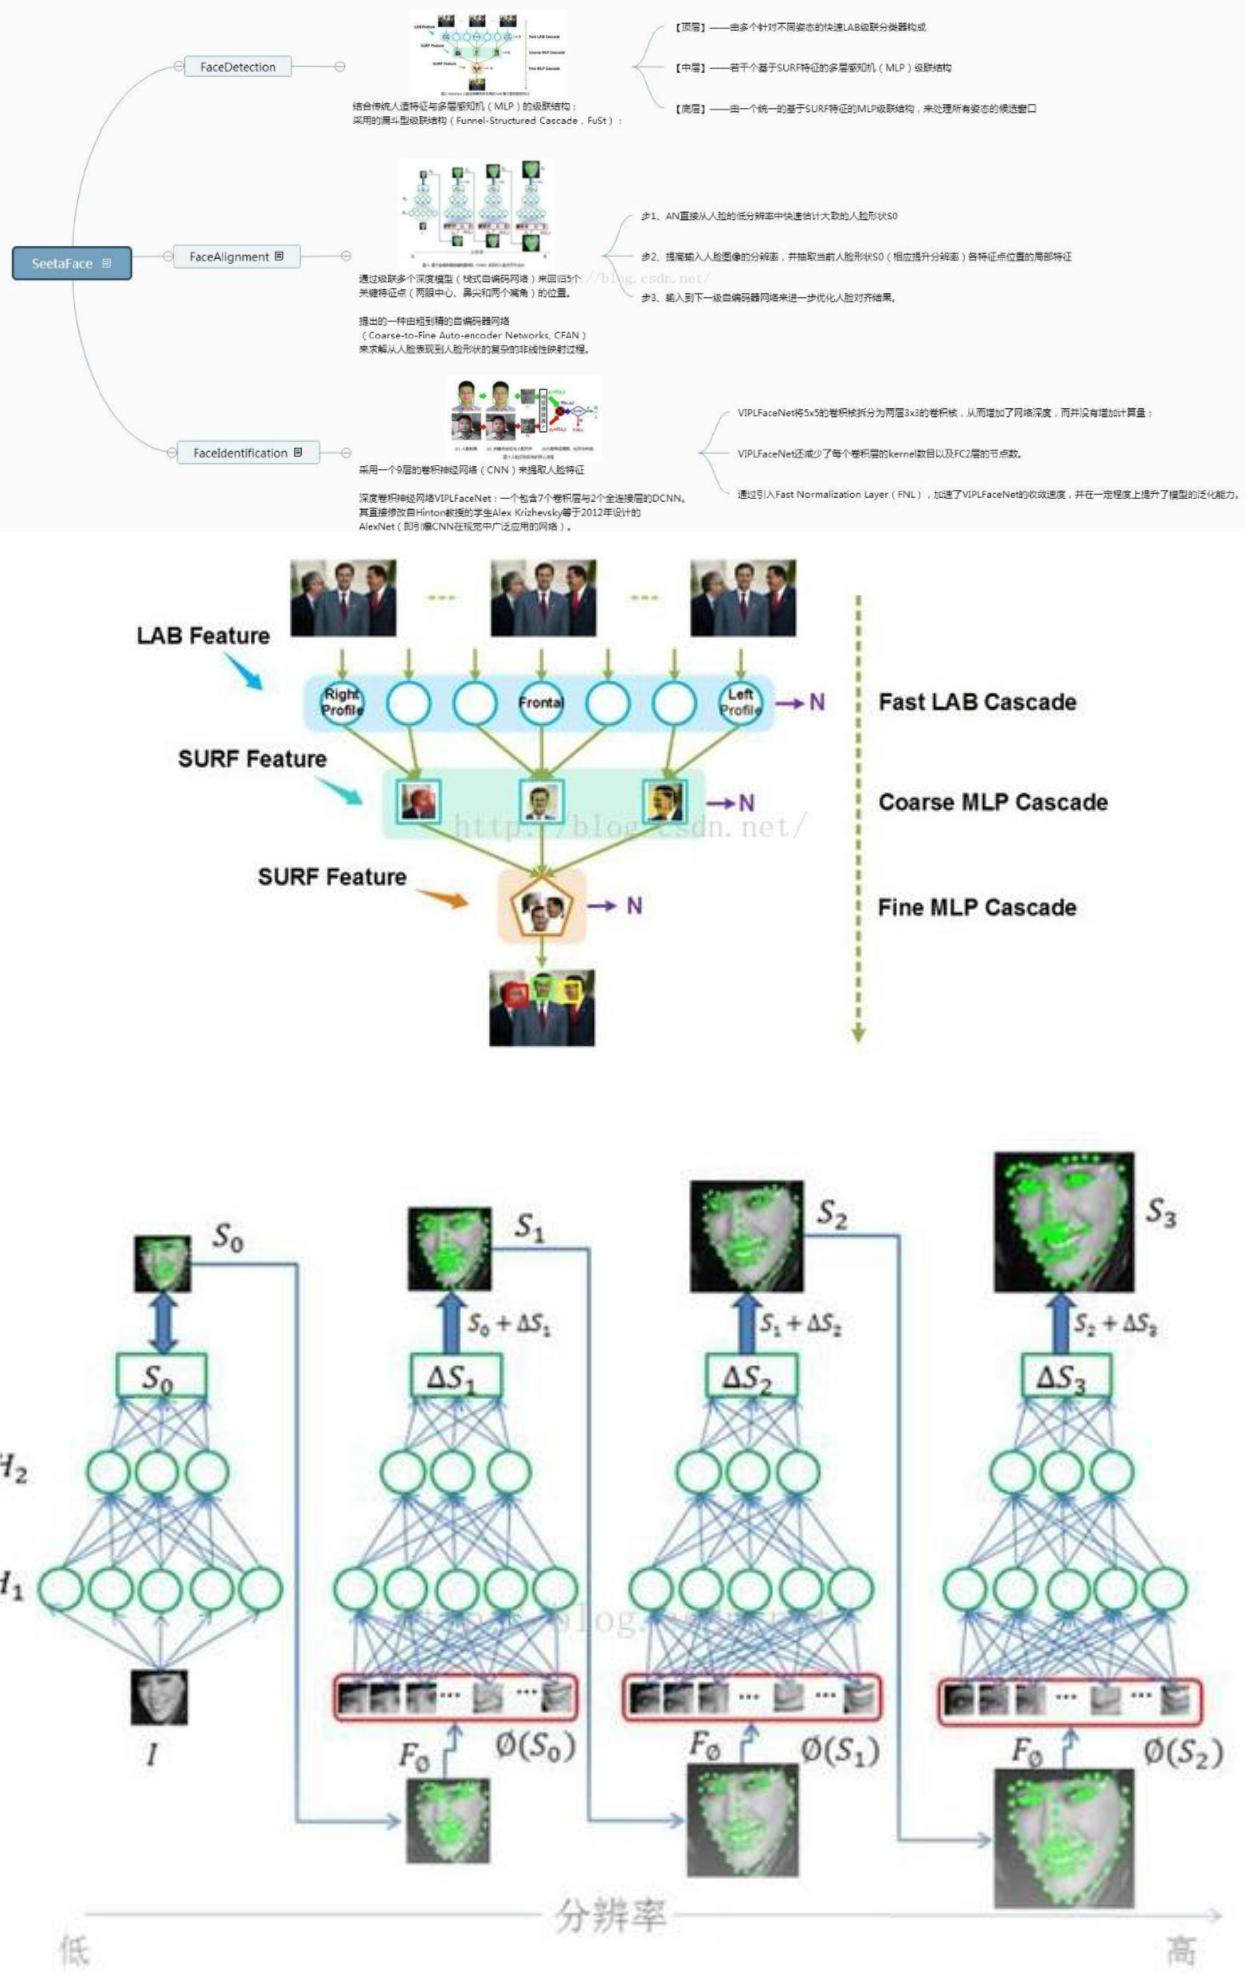 SeetaFace
FaceDetection
结合传统人造特征与多层感知机（MLP）的级联结构；
采用的漏斗型级联结构（Funnel-Structured Cascade，FuSt）：
【顶层】——由多个针对不同姿态的快速LAB级联分类器构成
【中层】——若干个基于SURF特征的多层感知机（MLP）级联结构
【底层】——由一个统一的基于SURF特征的MLP级联结构，来处理所有姿态的候选窗口
FaceAlignment
通过级联多个深度模型（栈式自编码网络）来回归5个
关键特征点（两眼中心、鼻尖和两个嘴角）的位置。
提出的一种由粗到精的自编码器网络
（Coarse-to-Fine Auto-encoder Networks, CFAN）
来求解从人脸表现到人脸形状的复杂的非线性映射过程。
步1、AN直接从人脸的低分辨率中快速估计大致的人脸形状S0
步2、提高输入人脸图像的分辨率，并抽取当前人脸形状S0（相应提升分辨率）各特征点位置的局部特征
步3、输入到下一级自编码器网络来进一步优化人脸对齐结果。
://blog.csdn.net/
FaceIdentification
采用一个9层的卷积神经网络（CNN）来提取人脸特征
深度卷积神经网络VIPLFaceNet：一个包含7个卷积层与2个全连接层的DCNN。
其直接修改自Hinton教授的学生Alex Krizhevsky等于2012年设计的
AlexNet（即引爆CNN在视觉中广泛应用的网络）。
VIPLFaceNet将5x5的卷积核拆分为两层3x3的卷积核，从而增加了网络深度，而并没有增加计算量；
VIPLFaceNet还减少了每个卷积层的kernel数目以及FC2层的节点数。
通过引入Fast Normalization Layer（FNL），加速了VIPLFaceNet的收敛速度，并在一定程度上提升了模型的泛化能力。
LAB Feature
Right Profile
Frontal
Left Profile
N
Fast LAB Cascade
SURF Feature
N
Coarse MLP Cascade
http://blog.csdn.net/
SURF Feature
N
Fine MLP Cascade
S₀
S₁
S₂
S₃
S₀ + ΔS₁
S₁ + ΔS₂
S₂ + ΔS₃
S₀
ΔS₁
ΔS₂
ΔS₃
H₂
H₁
I
F∅
∅(S₀)
F∅
∅(S₁)
F∅
∅(S₂)
分辨率
低
高